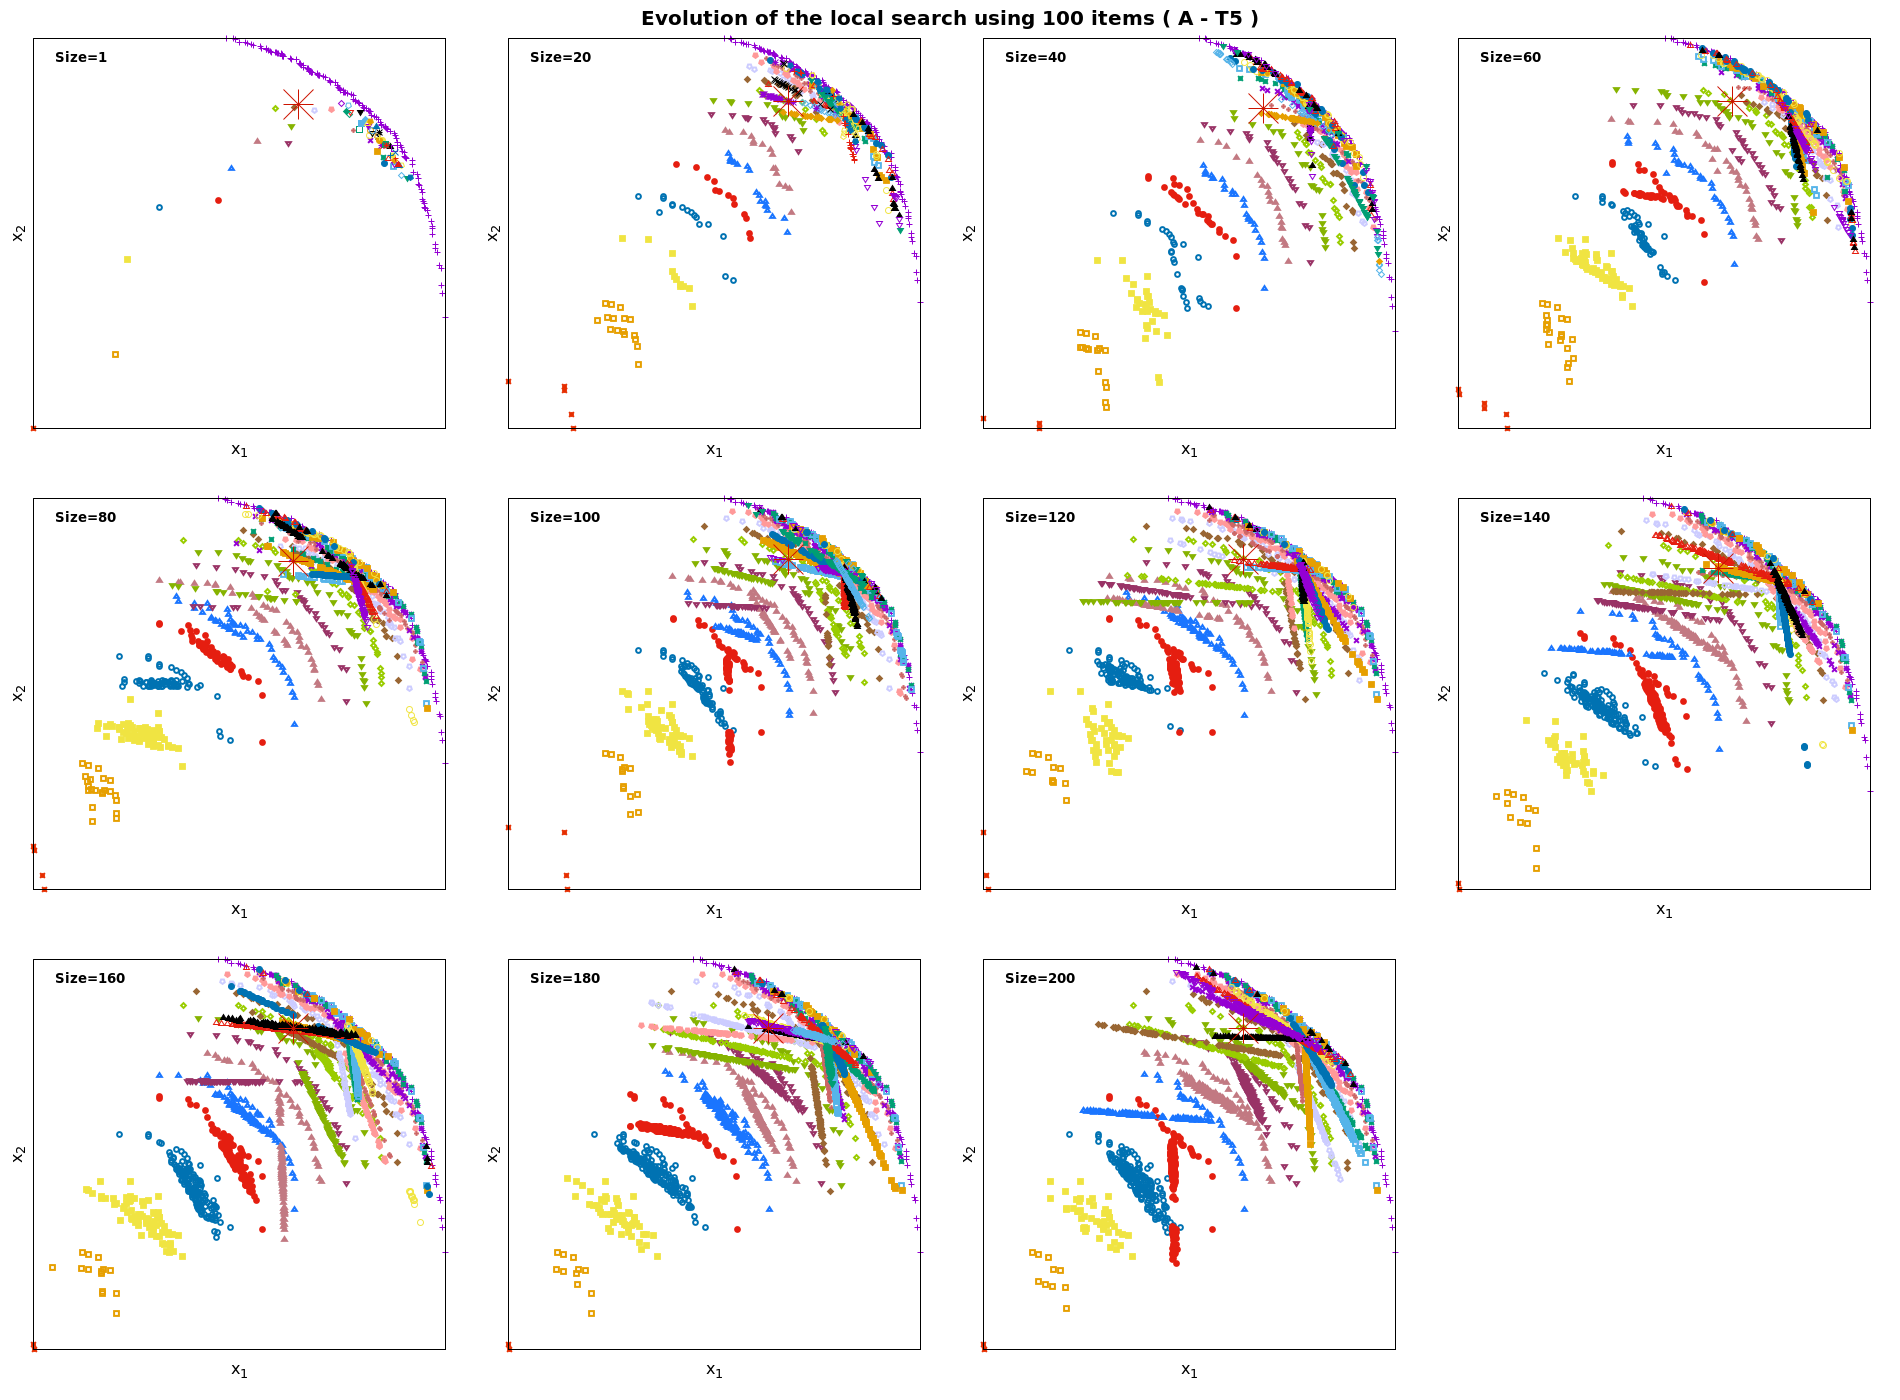 Evolution of the local search using 100 items ( A - T5 )
Size=1
Size=20
Size=40
Size=60
x2
x2
x2
x2
x1
x1
x1
x1
Size=80
Size=100
Size=120
Size=140
x2
x2
x2
x2
x1
x1
x1
x1
Size=160
Size=180
Size=200
x2
x2
x2
x1
x1
x1